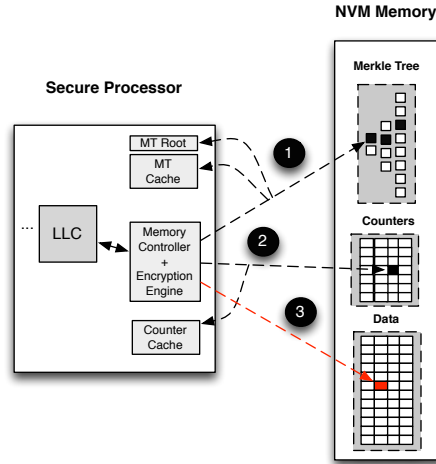 NVM Memory
Merkle Tree
Secure Processor
MT Root
MT
Cache
1
...
LLC
Memory
Controller
+
Encryption
Engine
2
Counters
3
Counter
Cache
Data